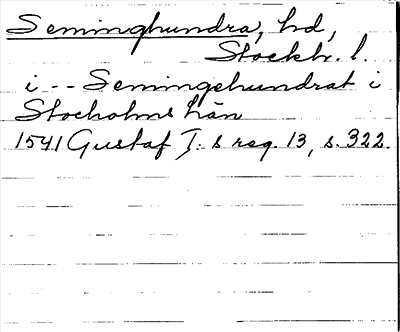 Seminghundra, hd,
Stockh. l.
i -- Semingehundrat i
Stocholms Län
1541 Gustaf I: s reg. 13, s. 322.